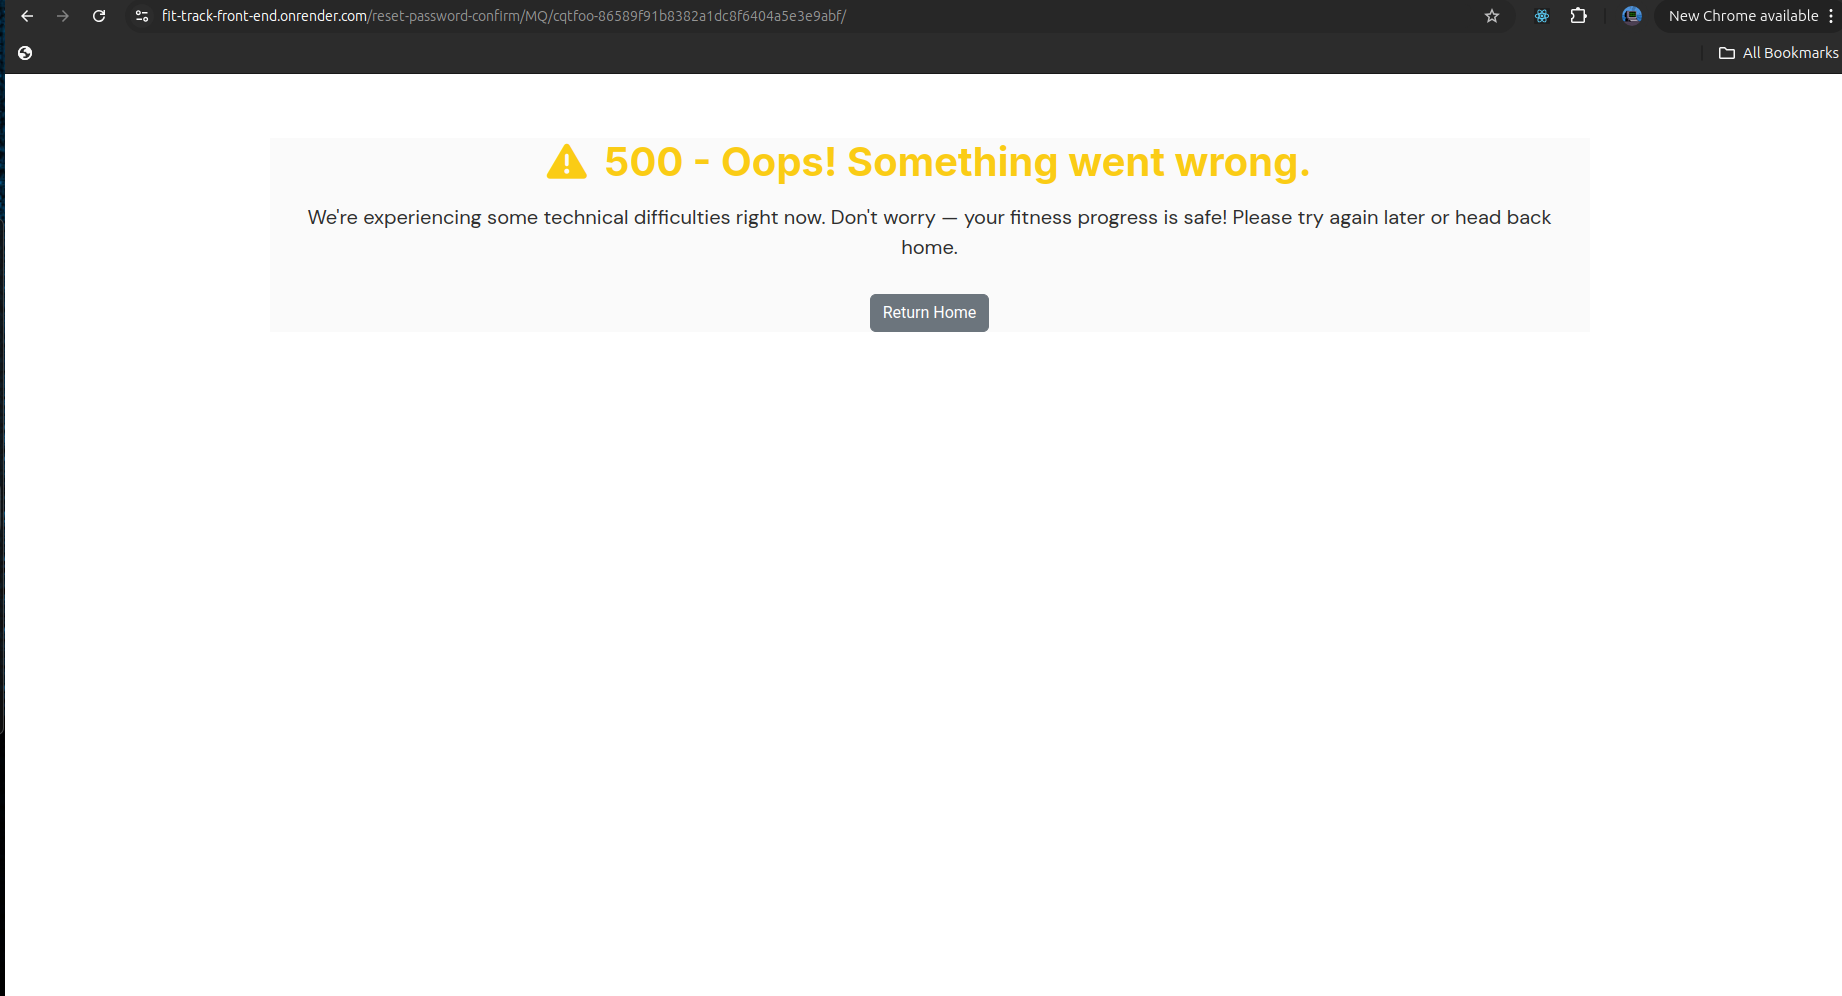 fit-track-front-end.onrender.com/reset-password-confirm/MQ/cqtfoo-86589f91b8382a1dc8f6404a5e3e9abf/
New Chrome available
All Bookmarks
500 - Oops! Something went wrong.
We're experiencing some technical difficulties right now. Don't worry — your fitness progress is safe! Please try again later or head back
home.
Return Home